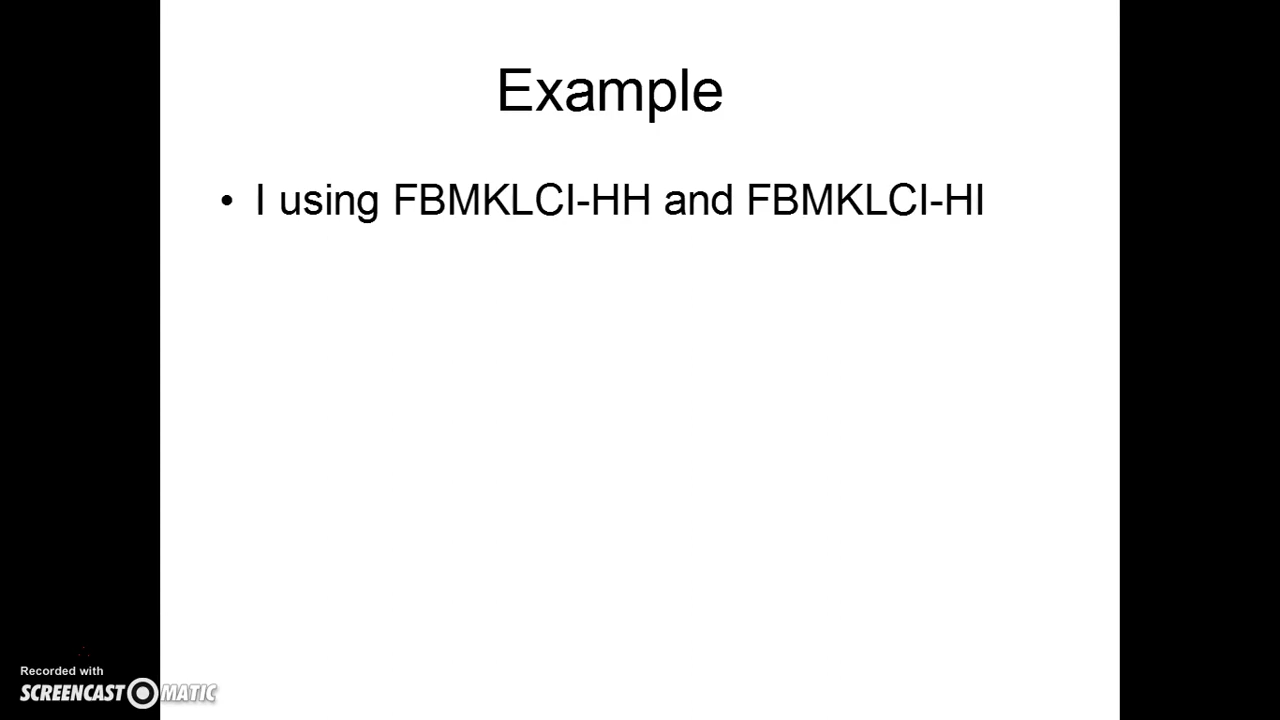 Example
• I using FBMKLCI-HH and FBMKLCI-HI
Recorded with
SCREENCAST MATIC